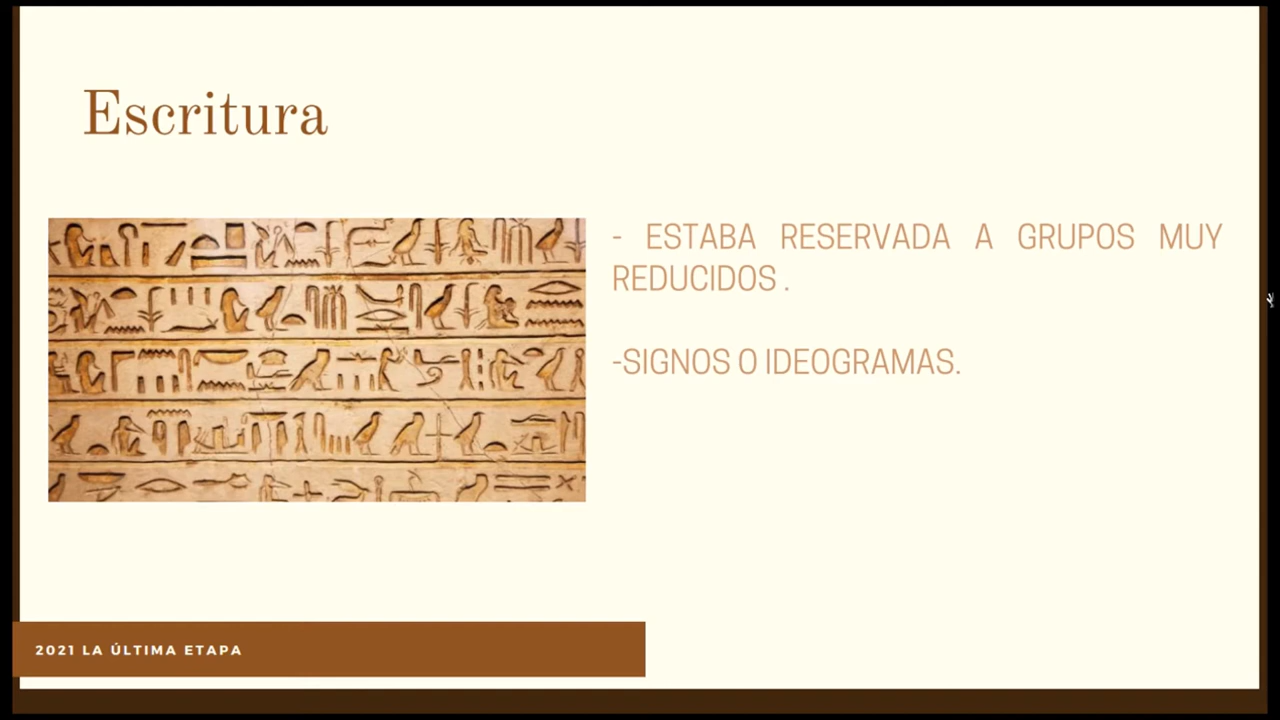 Escritura
- ESTABA RESERVADA A GRUPOS MUY
REDUCIDOS .
-SIGNOS O IDEOGRAMAS.
2021 LA ÚLTIMA ETAPA